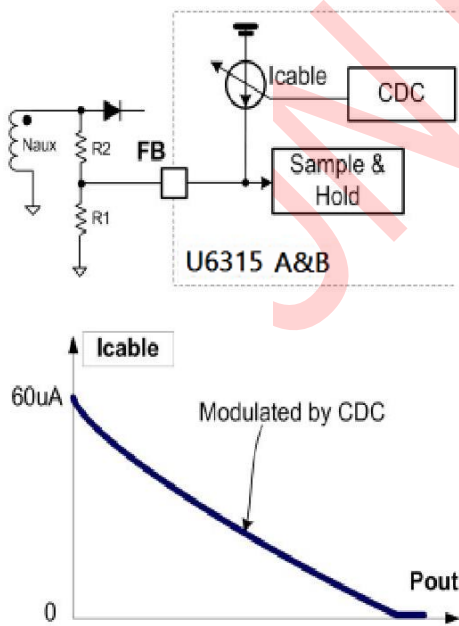 Icable
CDC
Naux
R2
FB
Sample &
Hold
R1
U6315 A&B
Icable
60uA
Modulated by CDC
Pout
0